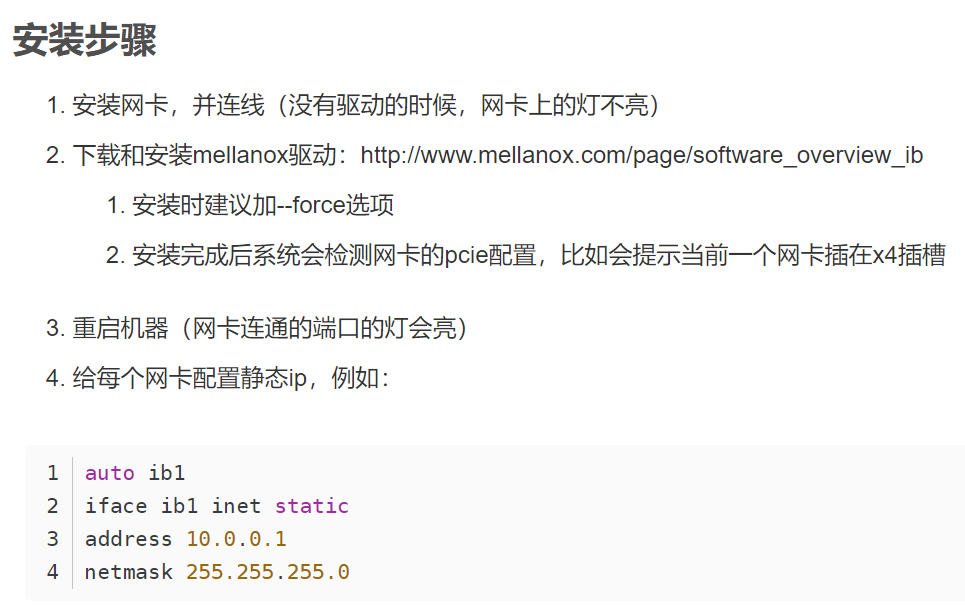 安装步骤
1. 安装网卡，并连线（没有驱动的时候，网卡上的灯不亮）
2. 下载和安装mellanox驱动：http://www.mellanox.com/page/software_overview_ib
1. 安装时建议加--force选项
2. 安装完成后系统会检测网卡的pcie配置，比如会提示当前一个网卡插在x4插槽
3. 重启机器（网卡连通的端口的灯会亮）
4. 给每个网卡配置静态ip，例如：
1 auto ib1
2 iface ib1 inet static
3 address 10.0.0.1
4 netmask 255.255.255.0